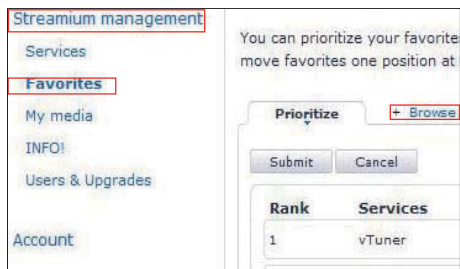 Streamium management
Services
Favorites
My media
INFO!
Users & Upgrades
Account
You can prioritize your favorite
move favorites one position at
Prioritize
+ Browse
Submit
Cancel
Rank
Services
1
vTuner